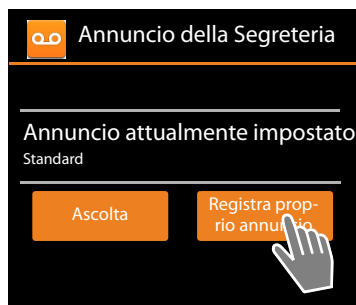 Annuncio della Segreteria
Annuncio attualmente impostato
Standard
Ascolta
Registra prop-
rio annuncio